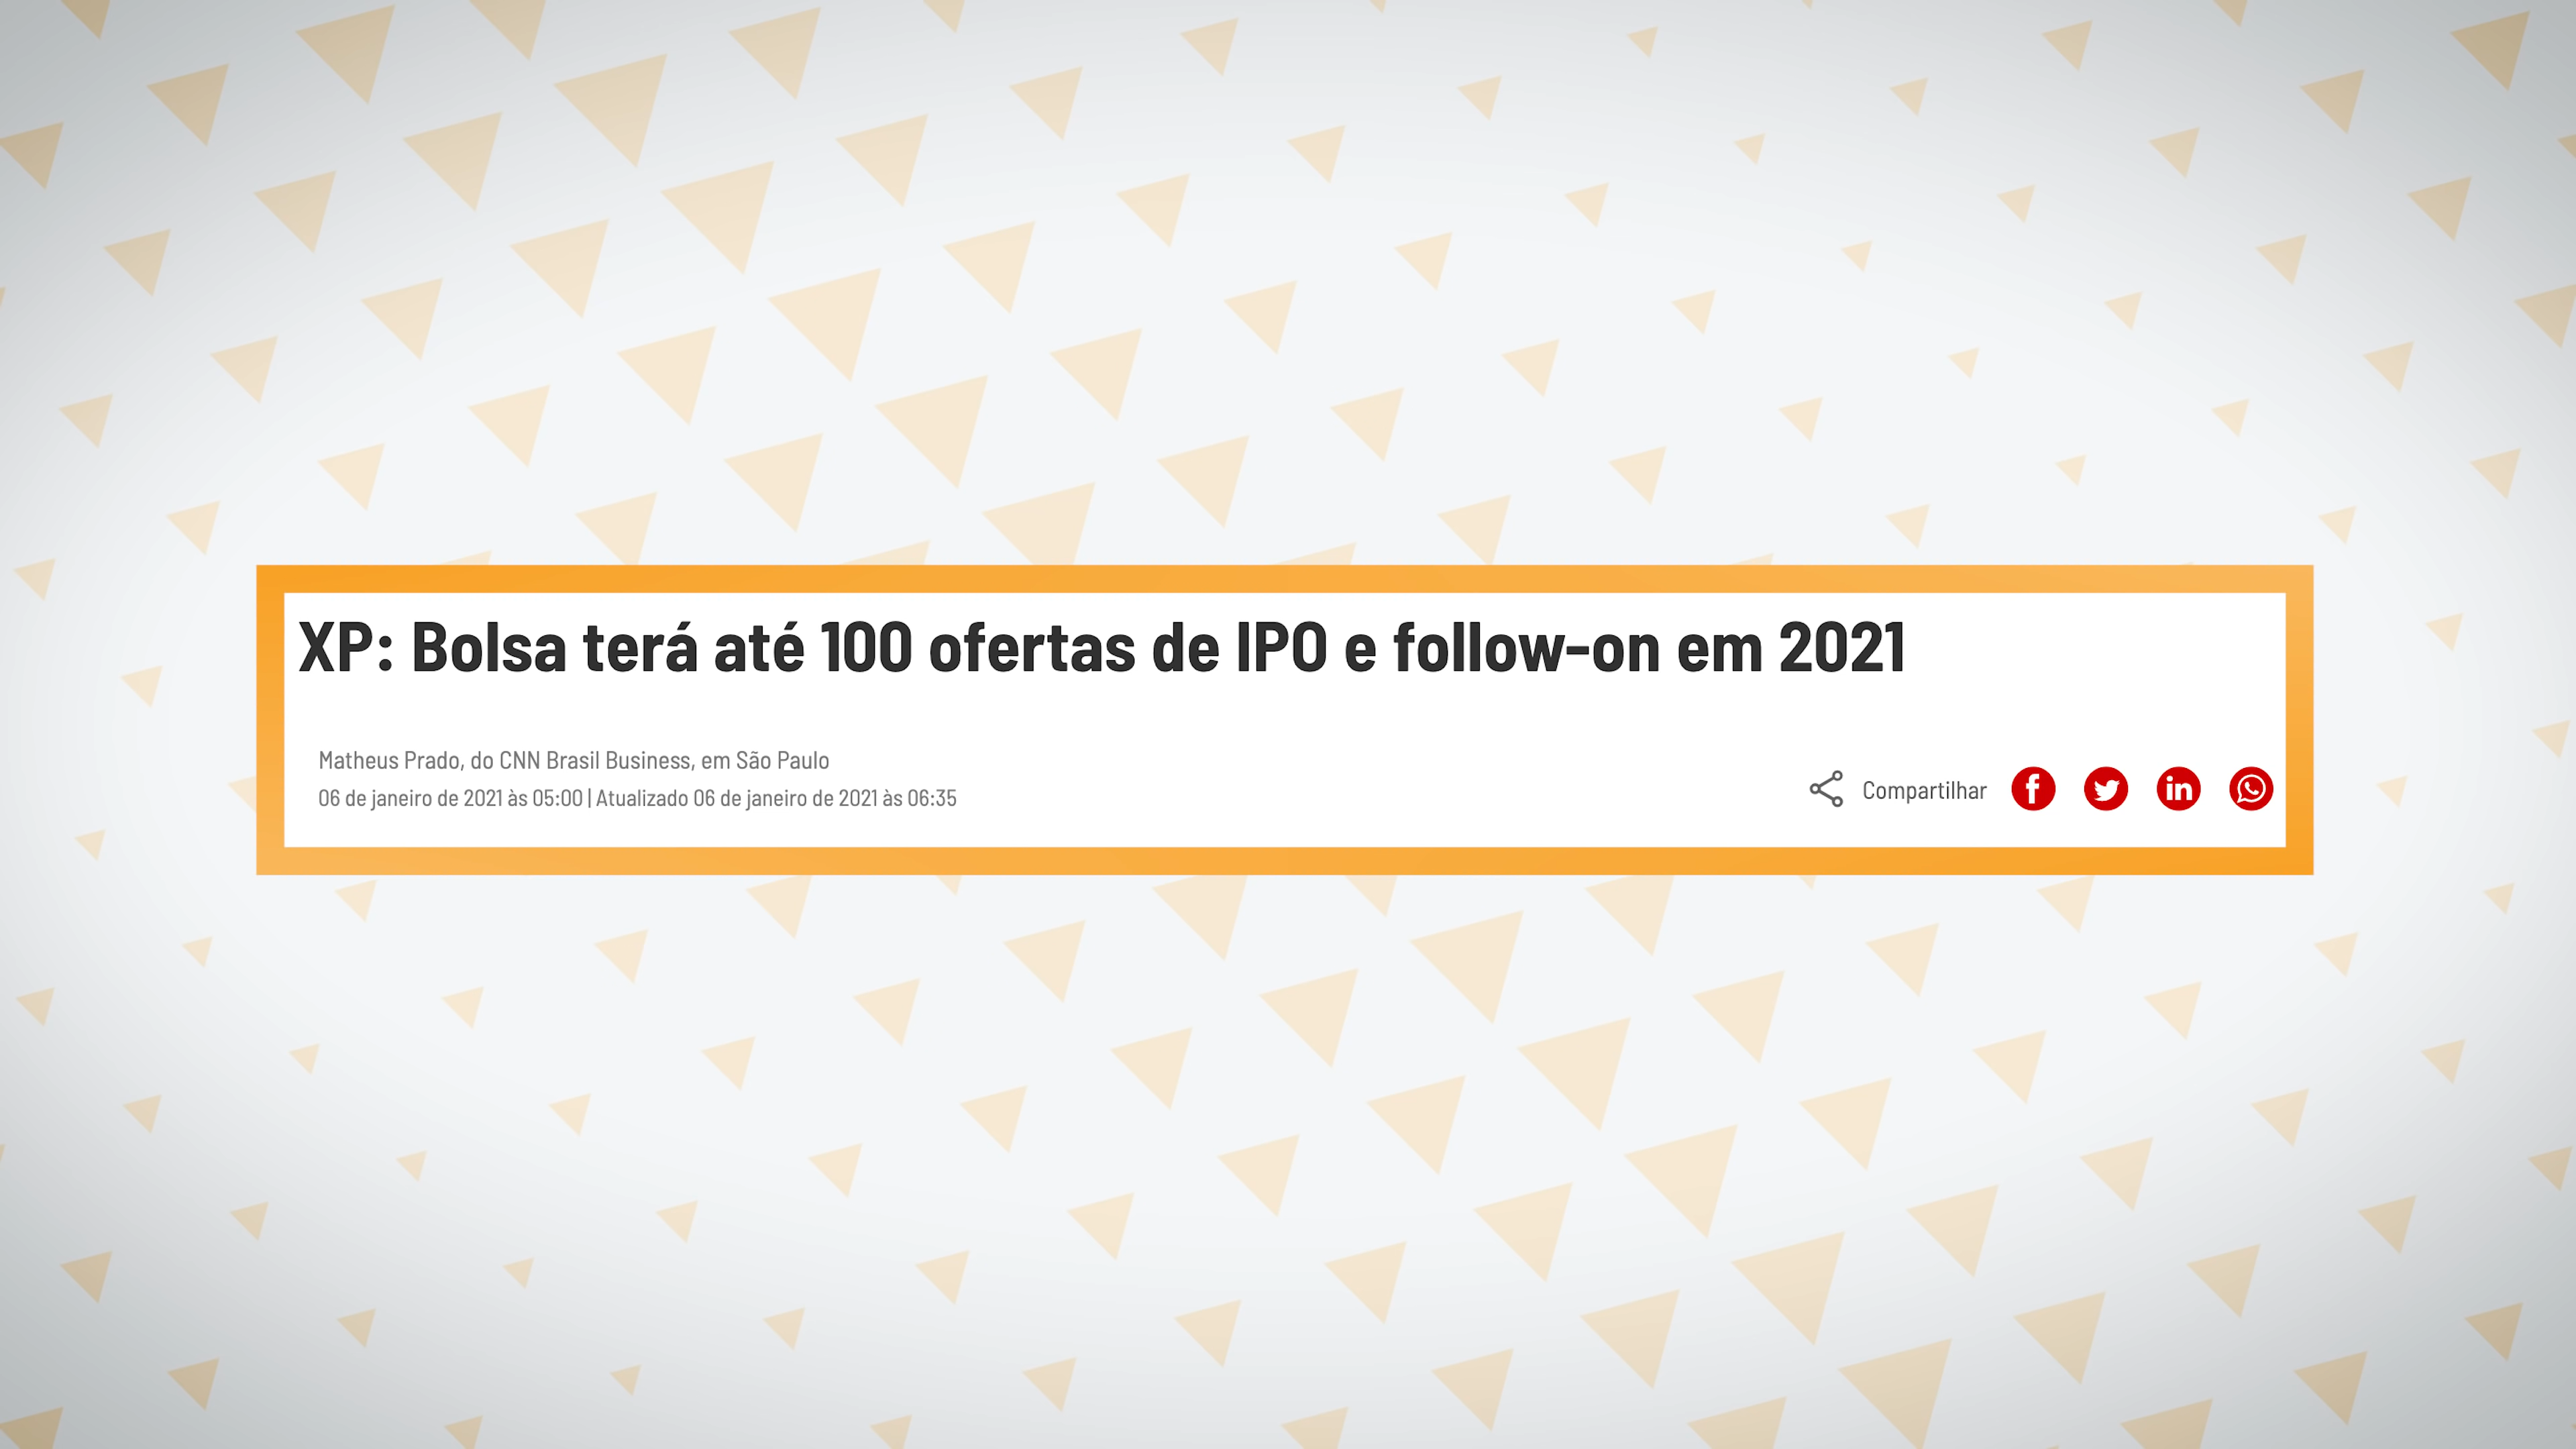 XP: Bolsa terá até 100 ofertas de IPO e follow-on em 2021
Matheus Prado, do CNN Brasil Business, em São Paulo
06 de janeiro de 2021 às 05:00 | Atualizado 06 de janeiro de 2021 às 06:35
Compartilhar